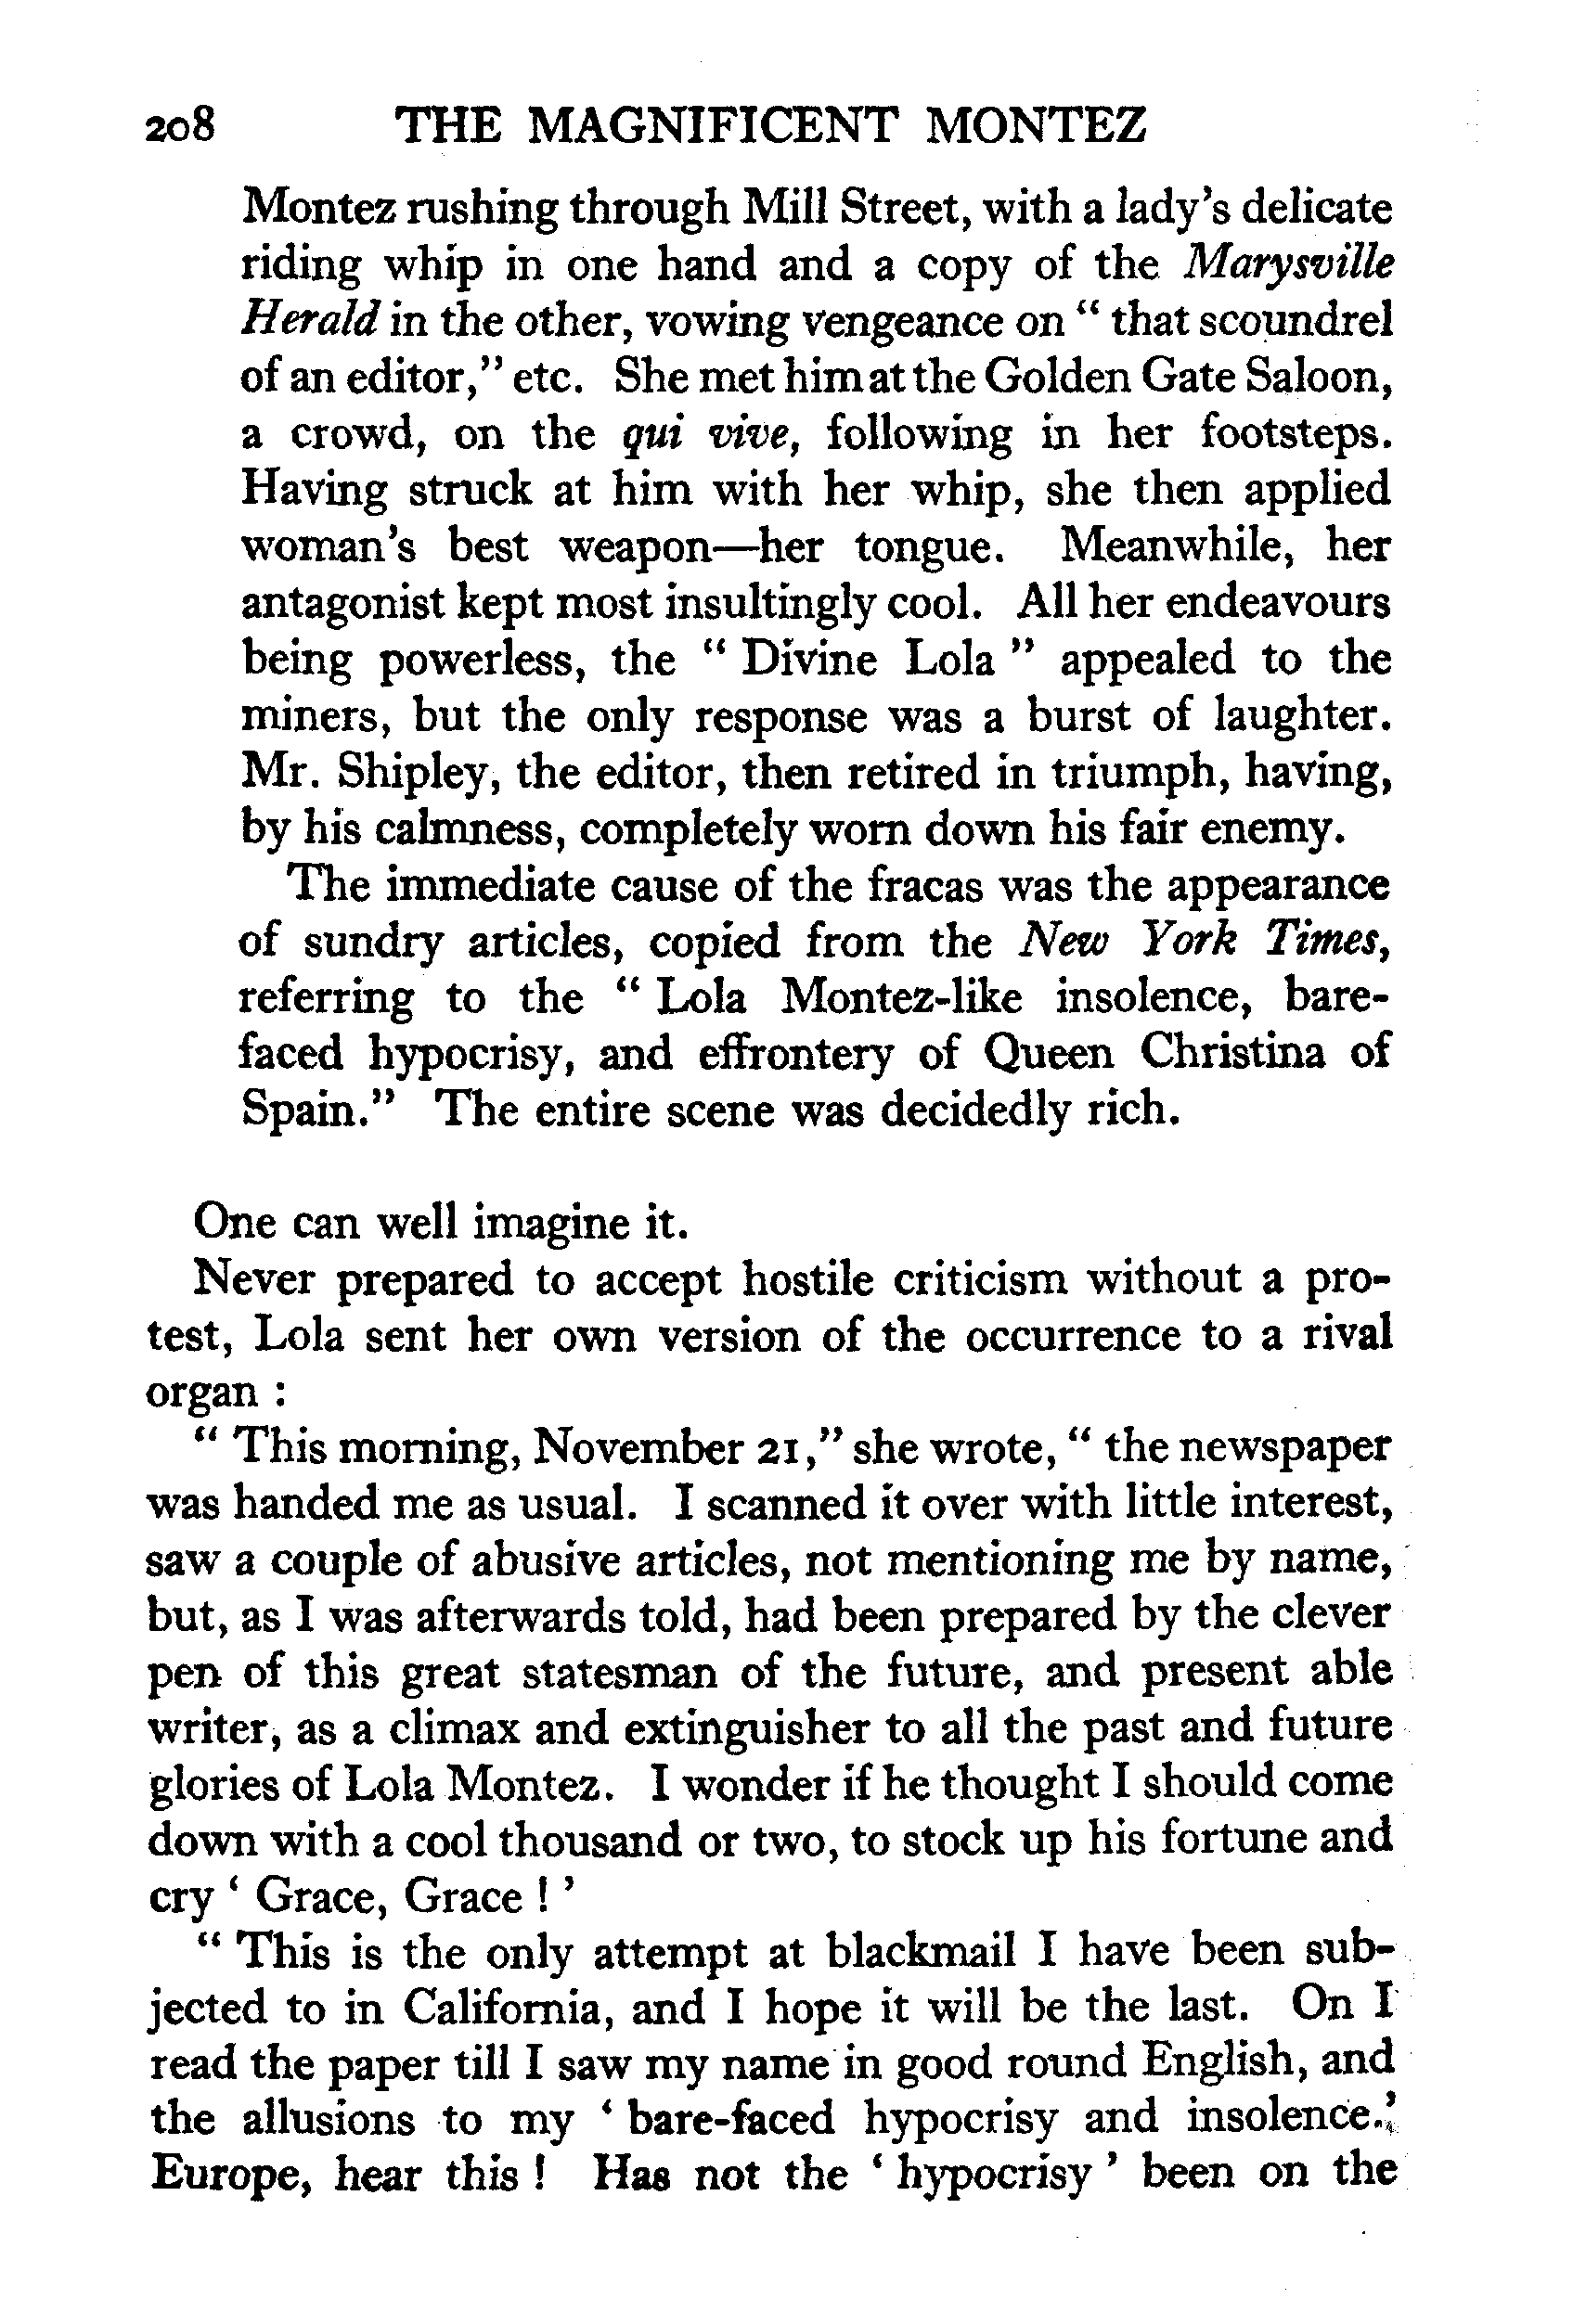 208 THE MAGNIFICENT MONTEZ
Montez rushing through Mill Street, with a lady's delicate
riding whip in one hand and a copy of the Marysville
Herald in the other, vowing vengeance on " that scoundrel
of an editor," etc. She met him at the Golden Gate Saloon,
a crowd, on the qui vive, following in her footsteps.
Having struck at him with her whip, she then applied
woman's best weapon—her tongue. Meanwhile, her
antagonist kept most insultingly cool. All her endeavours
being powerless, the " Divine Lola " appealed to the
miners, but the only response was a burst of laughter.
Mr. Shipley, the editor, then retired in triumph, having,
by his calmness, completely worn down his fair enemy.
The immediate cause of the fracas was the appearance
of sundry articles, copied from the New York Times,
referring to the " Lola Montez-like insolence, bare-
faced hypocrisy, and effrontery of Queen Christina of
Spain." The entire scene was decidedly rich.
One can well imagine it.
Never prepared to accept hostile criticism without a pro-
test, Lola sent her own version of the occurrence to a rival
organ :
" This morning, November 21," she wrote, " the newspaper
was handed me as usual. I scanned it over with little interest,
saw a couple of abusive articles, not mentioning me by name,
but, as I was afterwards told, had been prepared by the clever
pen of this great statesman of the future, and present able
writer, as a climax and extinguisher to all the past and future
glories of Lola Montez. I wonder if he thought I should come
down with a cool thousand or two, to stock up his fortune and
cry ' Grace, Grace ! '
" This is the only attempt at blackmail I have been sub-
jected to in California, and I hope it will be the last. On I
read the paper till I saw my name in good round English, and
the allusions to my ' bare-faced hypocrisy and insolence.'
Europe, hear this ! Has not the ' hypocrisy ' been on the